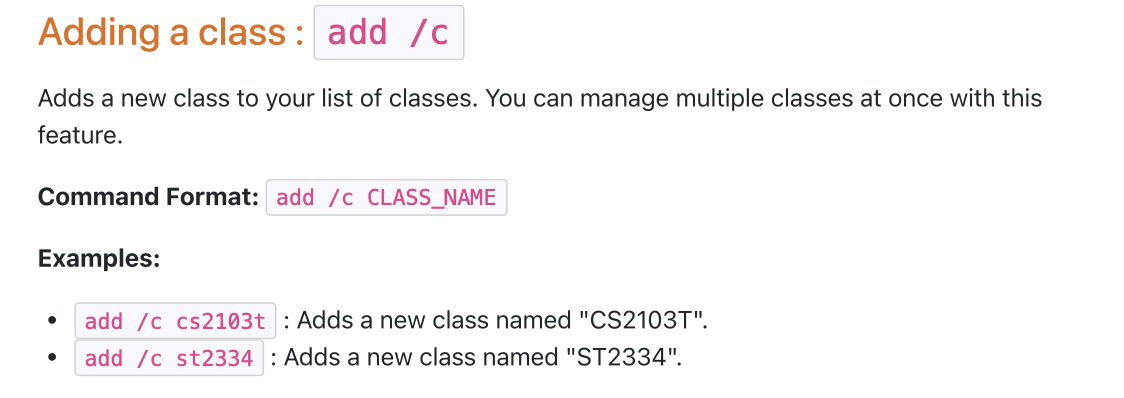 Adding a class : add /c
Adds a new class to your list of classes. You can manage multiple classes at once with this
feature.
Command Format: add /c CLASS_NAME
Examples:
• add /c cs2103t : Adds a new class named "CS2103T".
• add /c st2334 : Adds a new class named "ST2334".